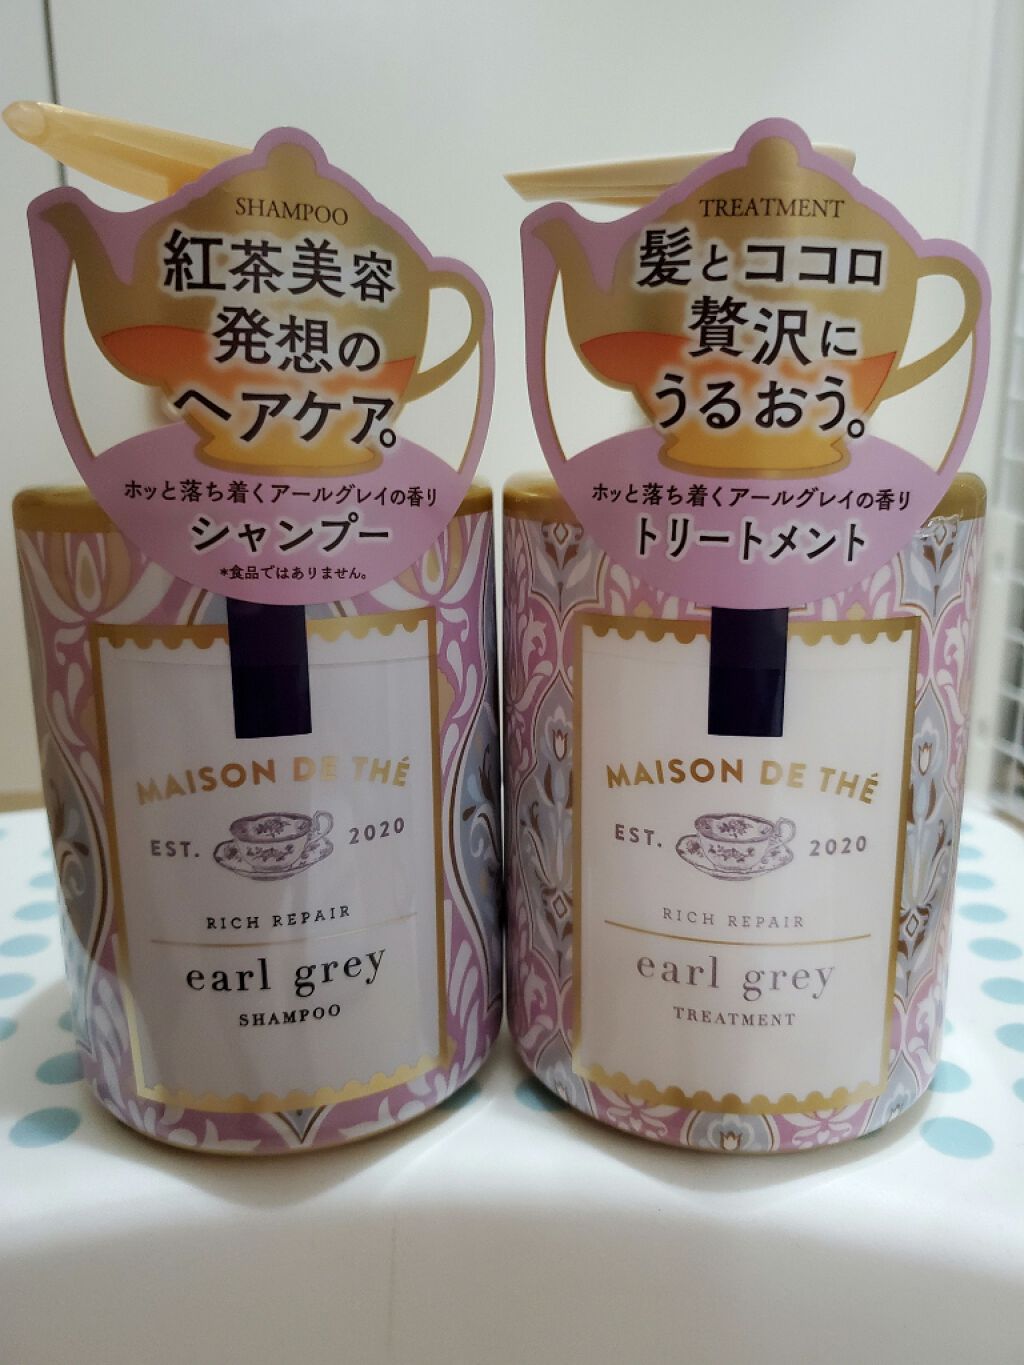 SHAMPOO
紅茶美容
発想の
ヘアケア。
ホッと落ち着くアールグレイの香り
シャンプー
*食品ではありません。
MAISON DE THÉ
EST. 2020
RICH REPAIR
earl grey
SHAMPOO
TREATMENT
髪とココロ
贅沢に
うるおう。
ホッと落ち着くアールグレイの香り
トリートメント
MAISON DE THÉ
EST. 2020
RICH REPAIR
earl grey
TREATMENT